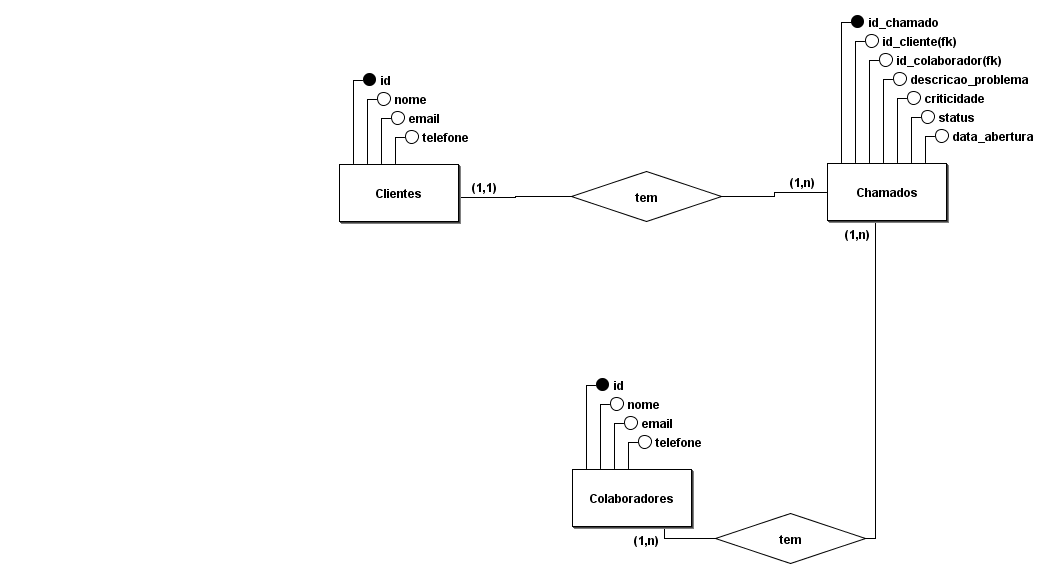 id
nome
email
telefone
Clientes
(1,1)
tem
(1,n)
id_chamado
id_cliente(fk)
id_colaborador(fk)
descricao_problema
criticidade
status
data_abertura
Chamados
(1,n)
id
nome
email
telefone
Colaboradores
(1,n)
tem